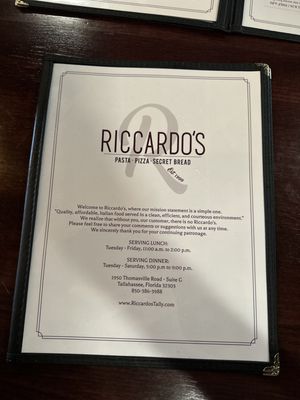 RICCARDO'S
PASTA · PIZZA · SECRET BREAD
Welcome to Riccardo's, where our mission statement is a simple one.
"Quality, affordable, Italian food served in a clean, efficient, and courteous environment."
We realize that without you, our customer, there is no Riccardo's.
Please feel free to share your comments or suggestions with us at any time.
We sincerely thank you for your continuing patronage.
SERVING LUNCH:
Tuesday - Friday, 11:00 a.m. to 2:00 p.m.
SERVING DINNER:
Tuesday - Saturday, 5:00 p.m to 9:00 p.m.
1950 Thomasville Road - Suite G
Tallahassee, Florida 32303
850-386-3988
www.RiccardosTally.com